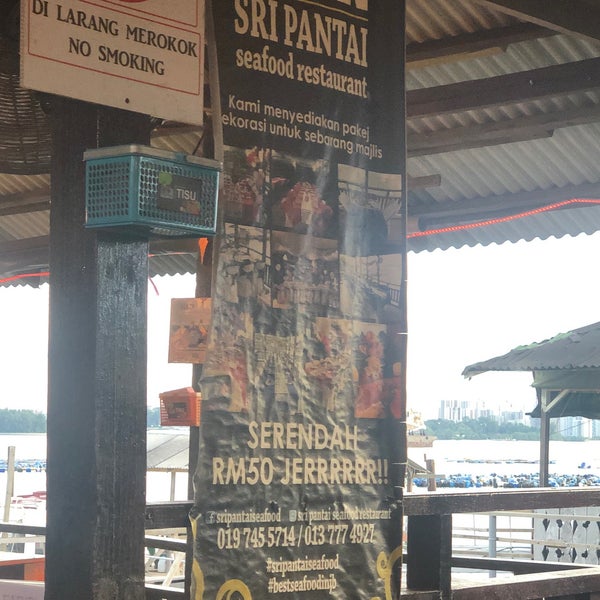 DI LARANG MEROKOK
NO SMOKING
TISU
SRI PANTAI
seafood restaurant
Kami menyediakan pakej
ekorasi untuk sebarang majlis
SERENDAH
RM50 JERRRRRR!!
sripantaiseafood sri pantai seafood restaurant
019 745 5714 / 013 777 4927
#sripantaiseafood
#bestseafoodinjb